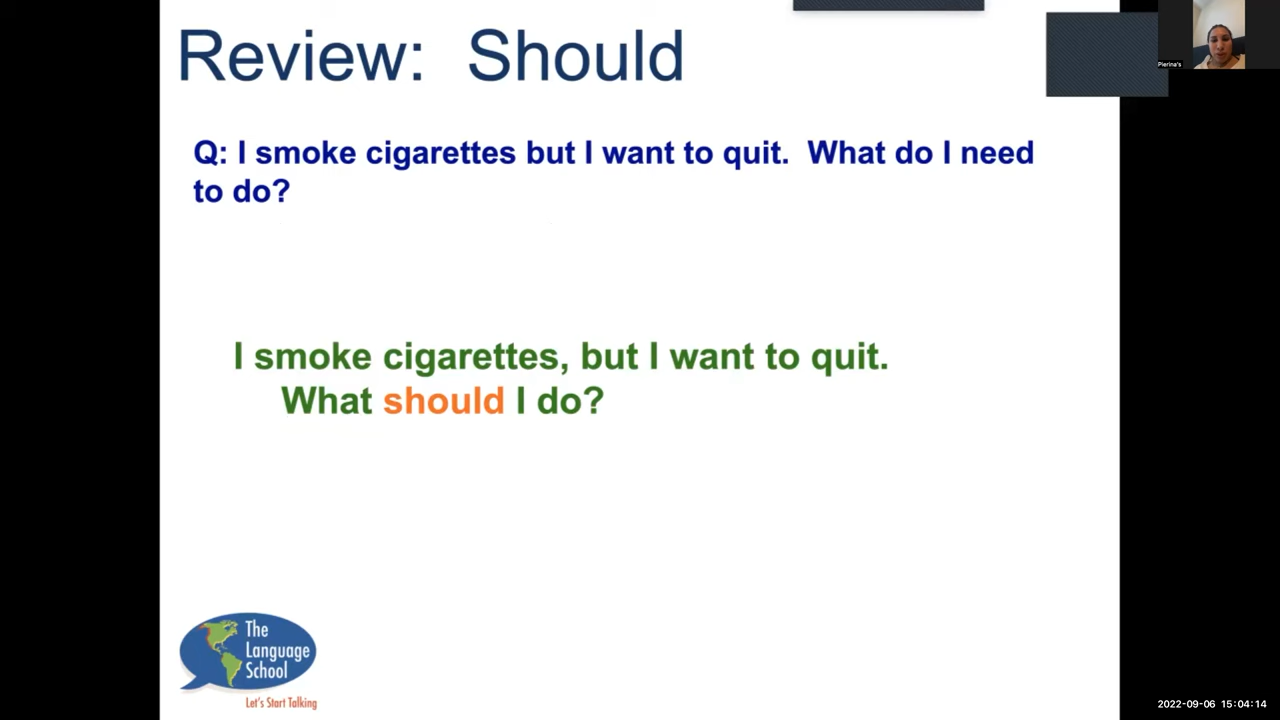 Review: Should
Pierina's
Q: I smoke cigarettes but I want to quit. What do I need
to do?
I smoke cigarettes, but I want to quit.
What should I do?
The
Language
School
Let's Start Talking
2022-09-06 15:04:14